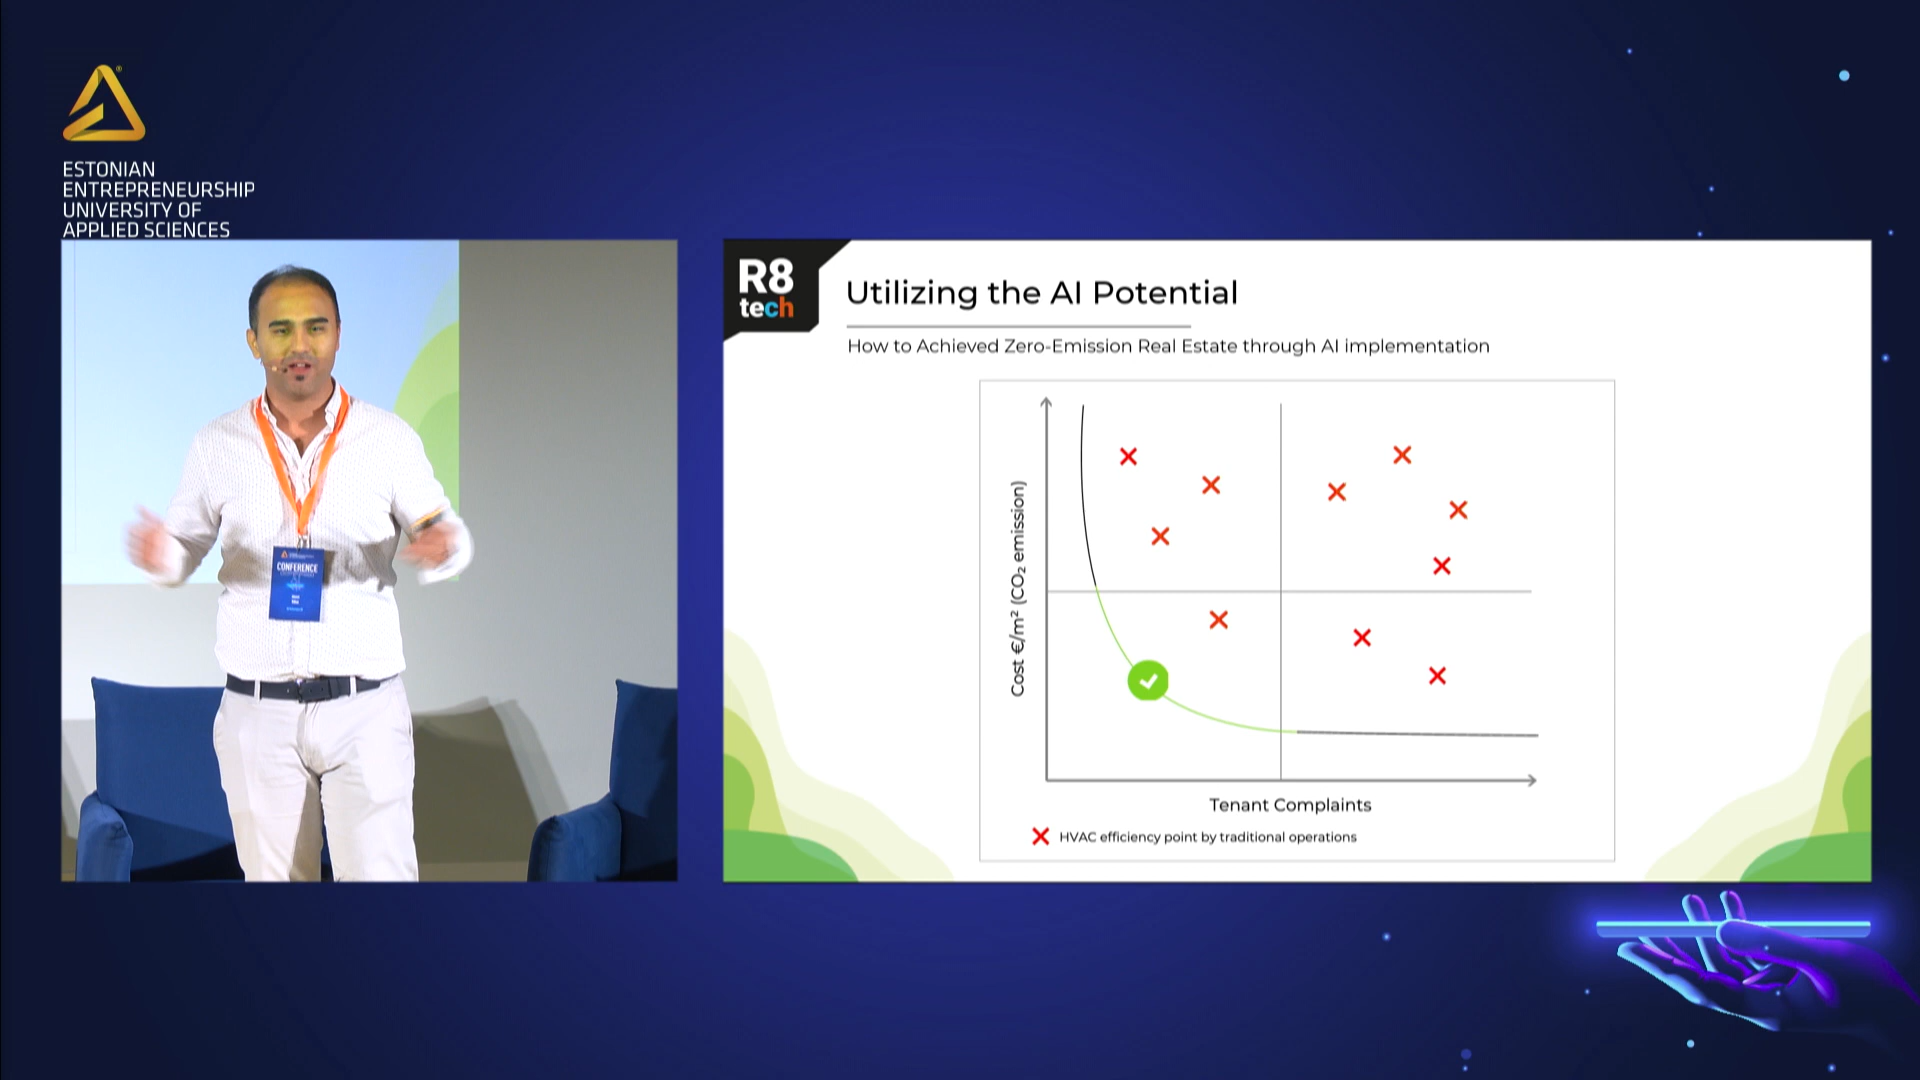 ESTONIAN
ENTREPRENEURSHIP
UNIVERSITY OF
APPLIED SCIENCES
CONFERENCE
R8
tech
Utilizing the AI Potential
How to Achieved Zero-Emission Real Estate through AI implementation
Cost €/m² (CO₂ emission)
Tenant Complaints
HVAC efficiency point by traditional operations